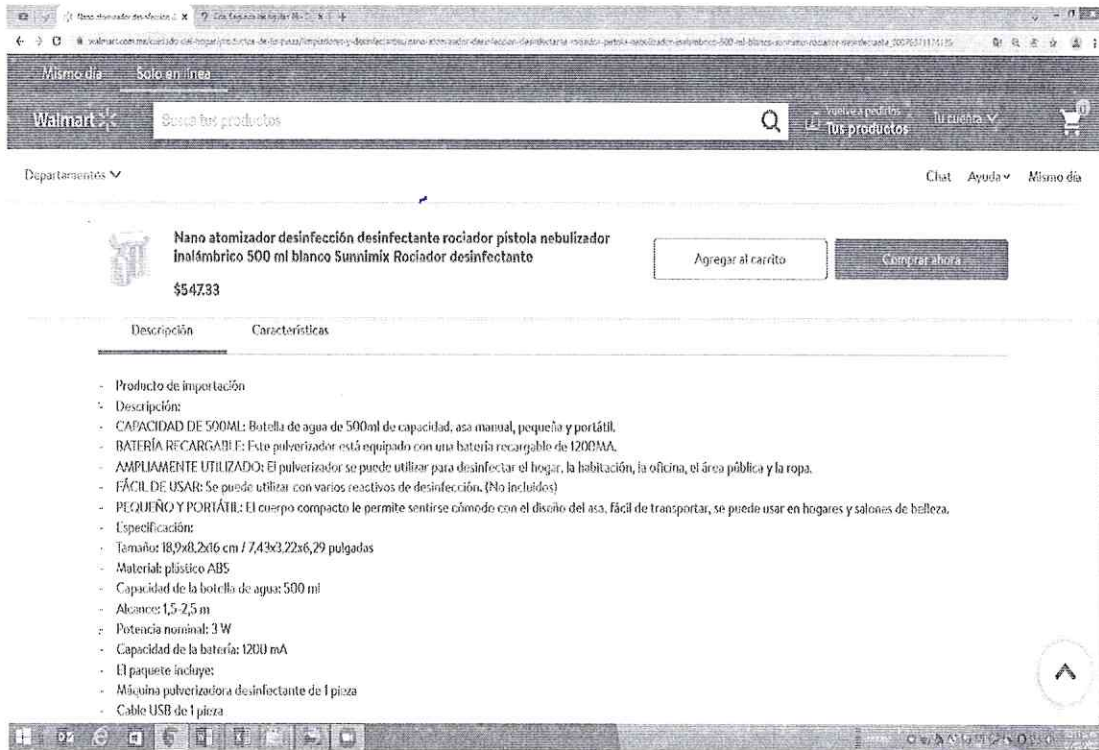 Mismo día Solo en línea
Walmart Busca tus productos Vuelve a pedirlos Tu cuenta 0
Tus productos
Departamentos Chat Ayuda Mismo día
Nano atomizador desinfección desinfectante rociador pistola nebulizador
inalámbrico 500 ml blanco Sunnimix Rociador desinfectante
Agregar al carrito Comprar ahora
$547.33
Descripción Características
- Producto de importación
- Descripción:
- CAPACIDAD DE 500ML: Botella de agua de 500ml de capacidad, asa manual, pequeña y portátil.
- BATERÍA RECARGABLE: Este pulverizador está equipado con una batería recargable de 1200MA.
- AMPLIAMENTE UTILIZADO: El pulverizador se puede utilizar para desinfectar el hogar, la habitación, la oficina, el área pública y la ropa.
- FÁCIL DE USAR: Se puede utilizar con varios reactivos de desinfección. (No incluidos)
- PEQUEÑO Y PORTÁTIL: El cuerpo compacto le permite sentirse cómodo con el diseño del asa, fácil de transportar, se puede usar en hogares y salones de belleza.
- Especificación:
- Tamaño: 18,9x8,2x16 cm / 7,43x3,22x6,29 pulgadas
- Material: plástico ABS
- Capacidad de la botella de agua: 500 ml
- Alcance: 1,5-2,5 m
- Potencia nominal: 3 W
- Capacidad de la batería: 1200 mA
- El paquete incluye:
- Máquina pulverizadora desinfectante de 1 pieza
- Cable USB de 1 pieza